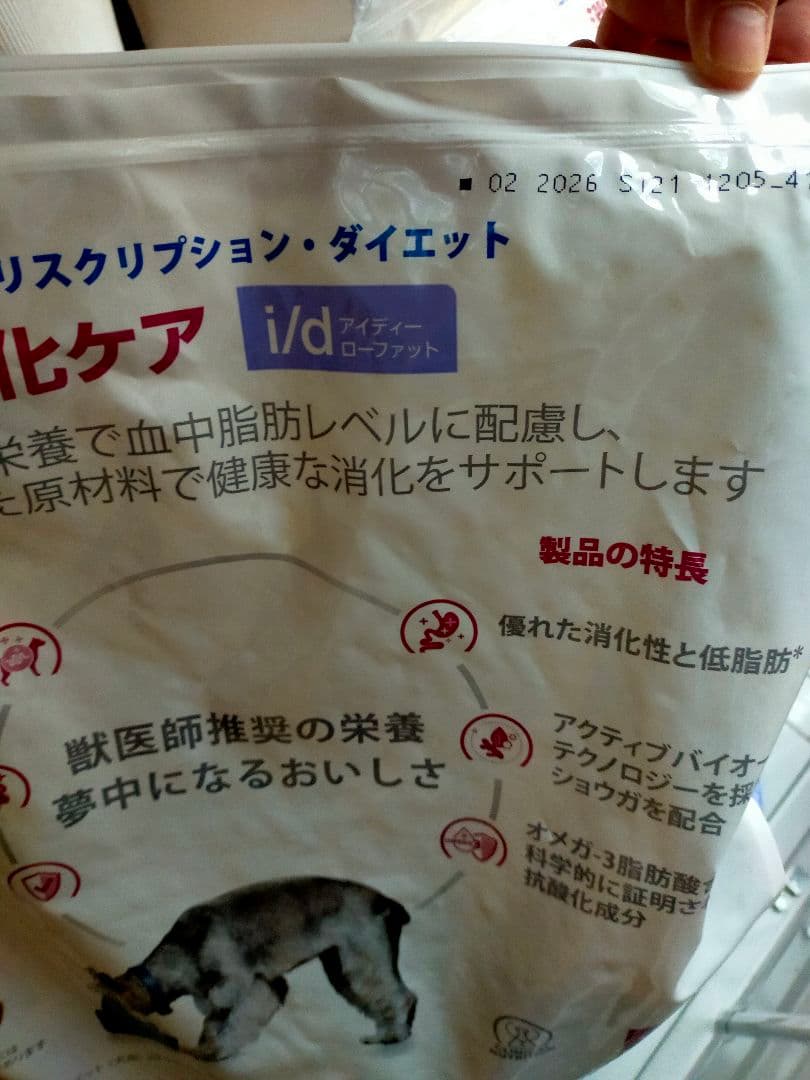 ■ 02 2026 S121 1205_41
リスクリプション・ダイエット
化ケア
i/d アイディー
ローファット
栄養で血中脂肪レベルに配慮し、
た原材料で健康な消化をサポートします
製品の特長
優れた消化性と低脂肪*
獣医師推奨の栄養
夢中になるおいしさ
アクティブバイオ
テクノロジーを採
ショウガを配合
オメガ-3脂肪酸
科学的に証明さ
抗酸化成分